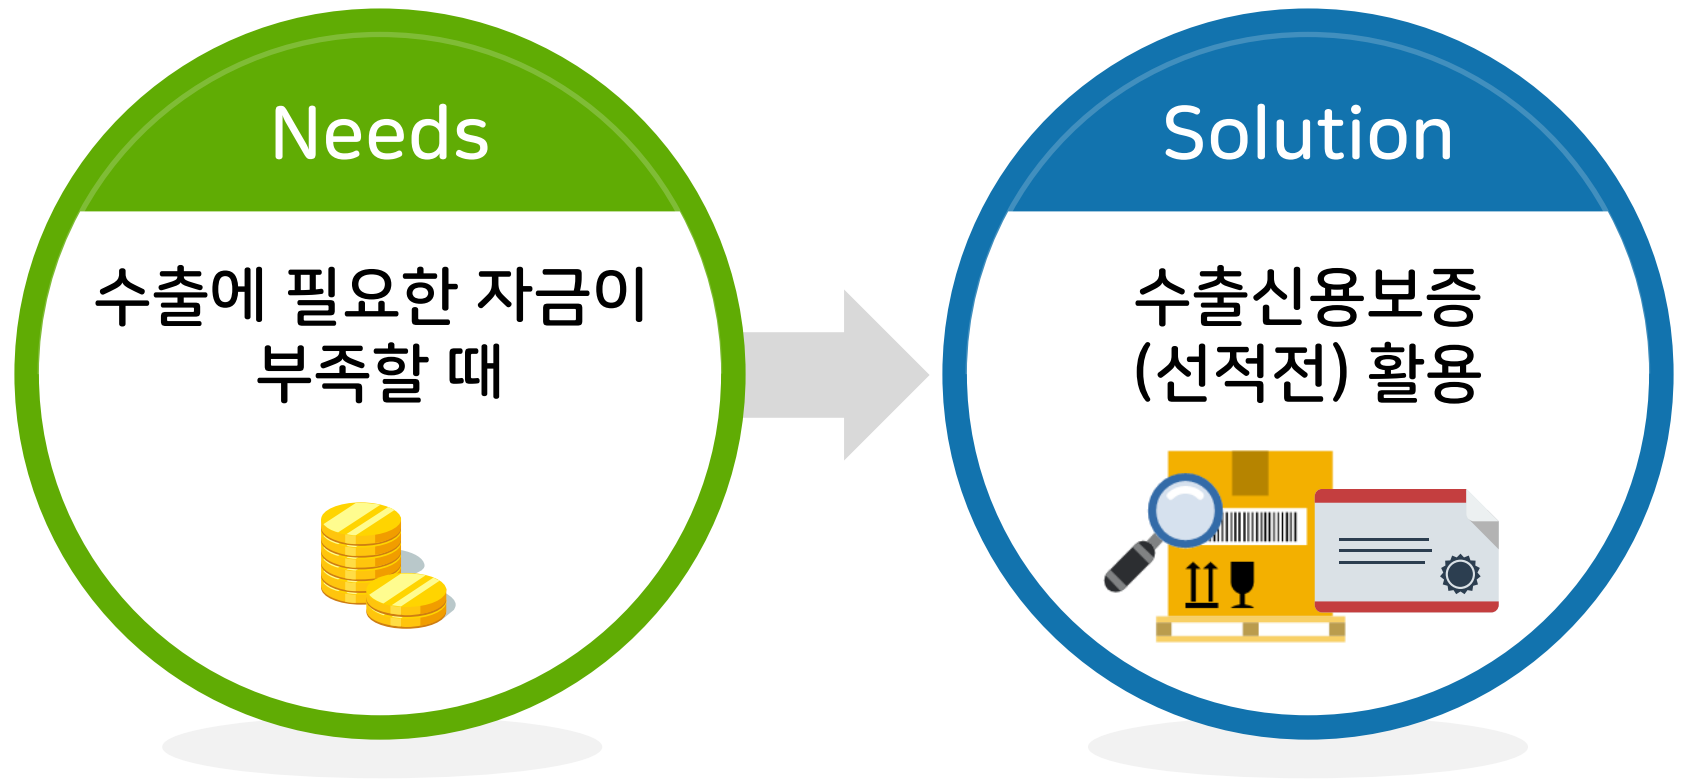 Needs
수출에 필요한 자금이
부족할 때
Solution
수출신용보증
(선적전) 활용